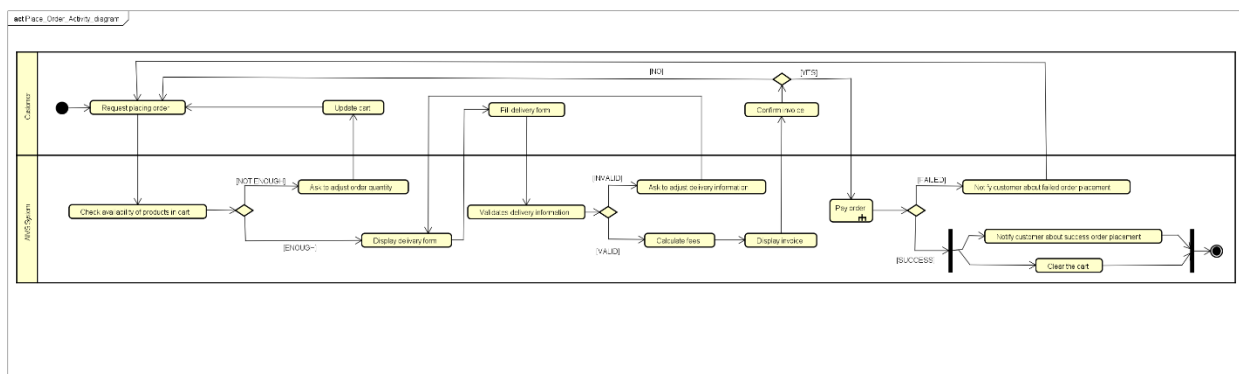 act Place_Order_Activity_diagram
Customer
[NO]
[YES]
Request placing order
Update cart
Fill delivery form
Confirm invoice
System
[NOT ENOUGH]
Ask to adjust order quantity
[INVALID]
Ask to adjust delivery information
[FAILED]
Notify customer about failed order placement
Check availability of products in cart
Validates delivery information
Pay order
[ENOUGH]
Display delivery form
[VALID]
Calculate fees
Display invoice
[SUCCESS]
Notify customer about success order placement
Clear the cart